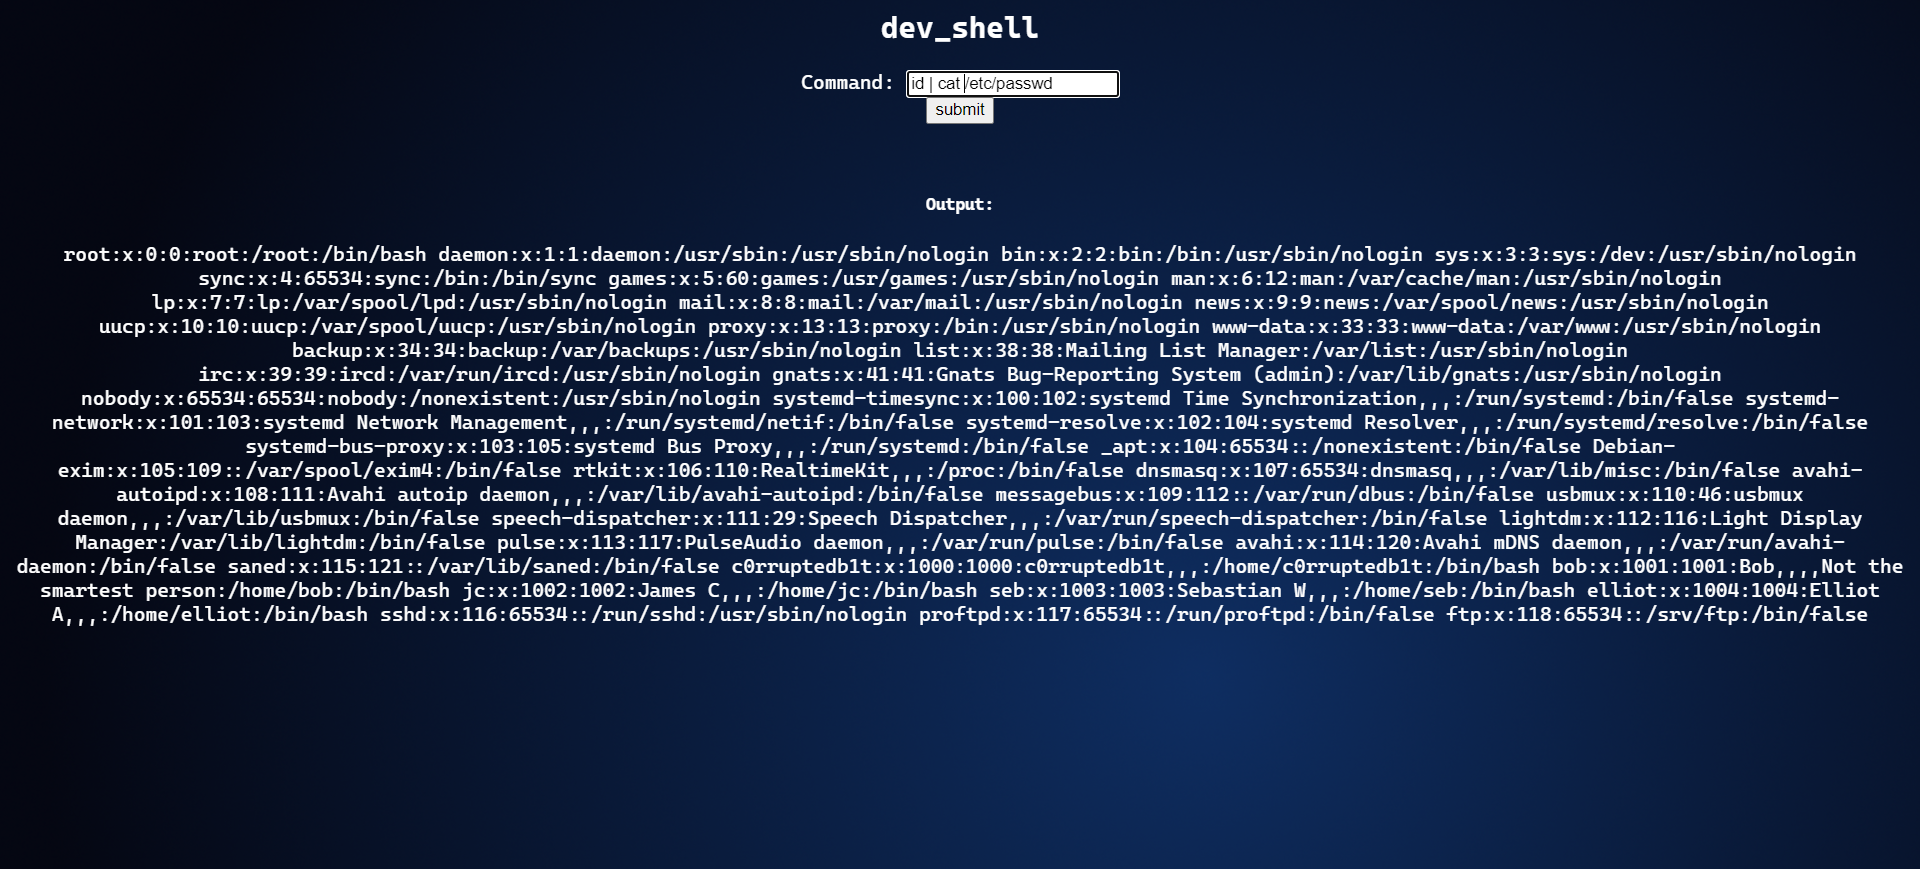 dev_shell
Command: id | cat /etc/passwd
submit
Output:
root:x:0:0:root:/root:/bin/bash daemon:x:1:1:daemon:/usr/sbin:/usr/sbin/nologin bin:x:2:2:bin:/bin:/usr/sbin/nologin sys:x:3:3:sys:/dev:/usr/sbin/nologin
sync:x:4:65534:sync:/bin:/bin/sync games:x:5:60:games:/usr/games:/usr/sbin/nologin man:x:6:12:man:/var/cache/man:/usr/sbin/nologin
lp:x:7:7:lp:/var/spool/lpd:/usr/sbin/nologin mail:x:8:8:mail:/var/mail:/usr/sbin/nologin news:x:9:9:news:/var/spool/news:/usr/sbin/nologin
uucp:x:10:10:uucp:/var/spool/uucp:/usr/sbin/nologin proxy:x:13:13:proxy:/bin:/usr/sbin/nologin www-data:x:33:33:www-data:/var/www:/usr/sbin/nologin
backup:x:34:34:backup:/var/backups:/usr/sbin/nologin list:x:38:38:Mailing List Manager:/var/list:/usr/sbin/nologin
irc:x:39:39:ircd:/var/run/ircd:/usr/sbin/nologin gnats:x:41:41:Gnats Bug-Reporting System (admin):/var/lib/gnats:/usr/sbin/nologin
nobody:x:65534:65534:nobody:/nonexistent:/usr/sbin/nologin systemd-timesync:x:100:102:systemd Time Synchronization,,,:/run/systemd:/bin/false systemd-
network:x:101:103:systemd Network Management,,,:/run/systemd/netif:/bin/false systemd-resolve:x:102:104:systemd Resolver,,,:/run/systemd/resolve:/bin/false
systemd-bus-proxy:x:103:105:systemd Bus Proxy,,,:/run/systemd:/bin/false _apt:x:104:65534::/nonexistent:/bin/false Debian-
exim:x:105:109::/var/spool/exim4:/bin/false rtkit:x:106:110:RealtimeKit,,,:/proc:/bin/false dnsmasq:x:107:65534:dnsmasq,,,:/var/lib/misc:/bin/false avahi-
autoipd:x:108:111:Avahi autoip daemon,,,:/var/lib/avahi-autoipd:/bin/false messagebus:x:109:112::/var/run/dbus:/bin/false usbmux:x:110:46:usbmux
daemon,,,:/var/lib/usbmux:/bin/false speech-dispatcher:x:111:29:Speech Dispatcher,,,:/var/run/speech-dispatcher:/bin/false lightdm:x:112:116:Light Display
Manager:/var/lib/lightdm:/bin/false pulse:x:113:117:PulseAudio daemon,,,:/var/run/pulse:/bin/false avahi:x:114:120:Avahi mDNS daemon,,,:/var/run/avahi-
daemon:/bin/false saned:x:115:121::/var/lib/saned:/bin/false c0rruptedb1t:x:1000:1000:c0rruptedb1t,,,:/home/c0rruptedb1t:/bin/bash bob:x:1001:1001:Bob,,,,Not the
smartest person:/home/bob:/bin/bash jc:x:1002:1002:James C,,,:/home/jc:/bin/bash seb:x:1003:1003:Sebastian W,,,:/home/seb:/bin/bash elliot:x:1004:1004:Elliot
A,,,:/home/elliot:/bin/bash sshd:x:116:65534::/run/sshd:/usr/sbin/nologin proftpd:x:117:65534::/run/proftpd:/bin/false ftp:x:118:65534::/srv/ftp:/bin/false